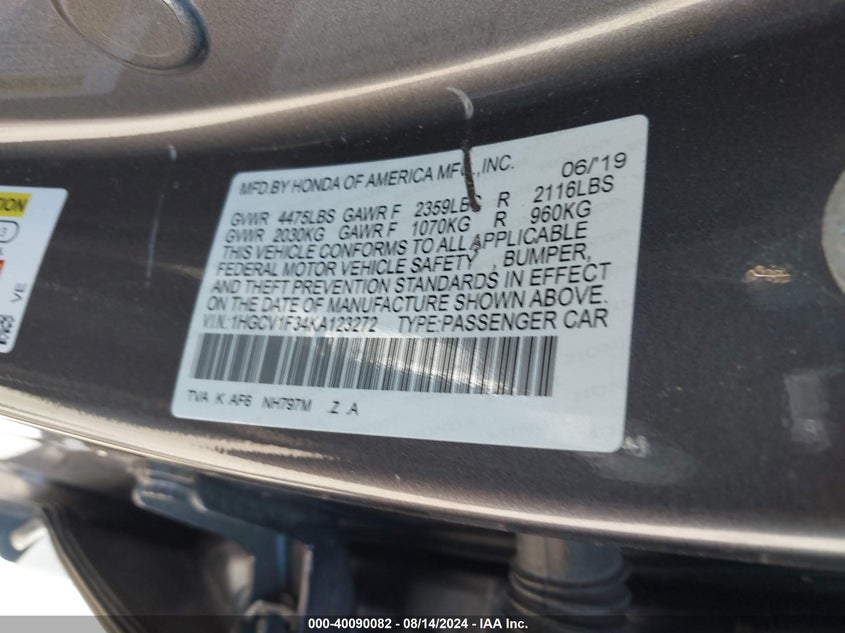 MFD.BY HONDA OF AMERICA MFG.,INC. 06/'19
GVWR 4475LBS GAWR F 2359LBS R 2116LBS
GVWR 2030KG GAWR F 1070KG R 960KG
THIS VEHICLE CONFORMS TO ALL APPLICABLE
FEDERAL MOTOR VEHICLE SAFETY , BUMPER,
AND THEFT PREVENTION STANDARDS IN EFFECT
ON THE DATE OF MANUFACTURE SHOWN ABOVE.
V.I.N.:1HGCV1F34KA123272 TYPE:PASSENGER CAR
TVA K AF6 NH797M .Z .A
VE
000-40090082 - 08/14/2024 - IAA Inc.